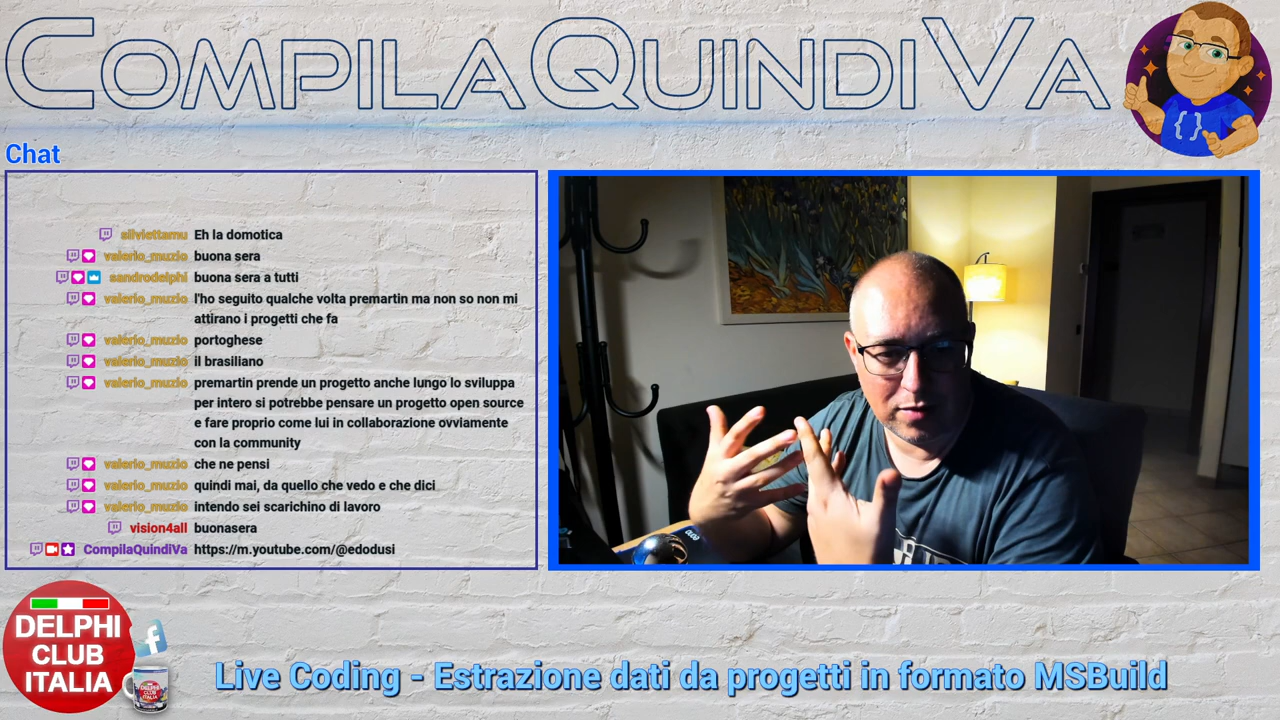 COMPILAQUINDIVA
{}
Chat
silviettamu Eh la domotica
valerio_muzio buona sera
sandrodelphi buona sera a tutti
valerio_muzio l'ho seguito qualche volta premartin ma non so non mi
attirano i progetti che fa
valerio_muzio portoghese
valerio_muzio il brasiliano
valerio_muzio premartin prende un progetto anche lungo lo sviluppa
per intero si potrebbe pensare un progetto open source
e fare proprio come lui in collaborazione ovviamente
con la community
valerio_muzio che ne pensi
valerio_muzio quindi mai, da quello che vedo e che dici
valerio_muzio intendo sei scarichino di lavoro
vision4all buonasera
CompilaQuindiVa https://m.youtube.com/@edodusi
DELPHI
CLUB
ITALIA
f
DELPHI
CLUB
ITALIA
Live Coding - Estrazione dati da progetti in formato MSBuild